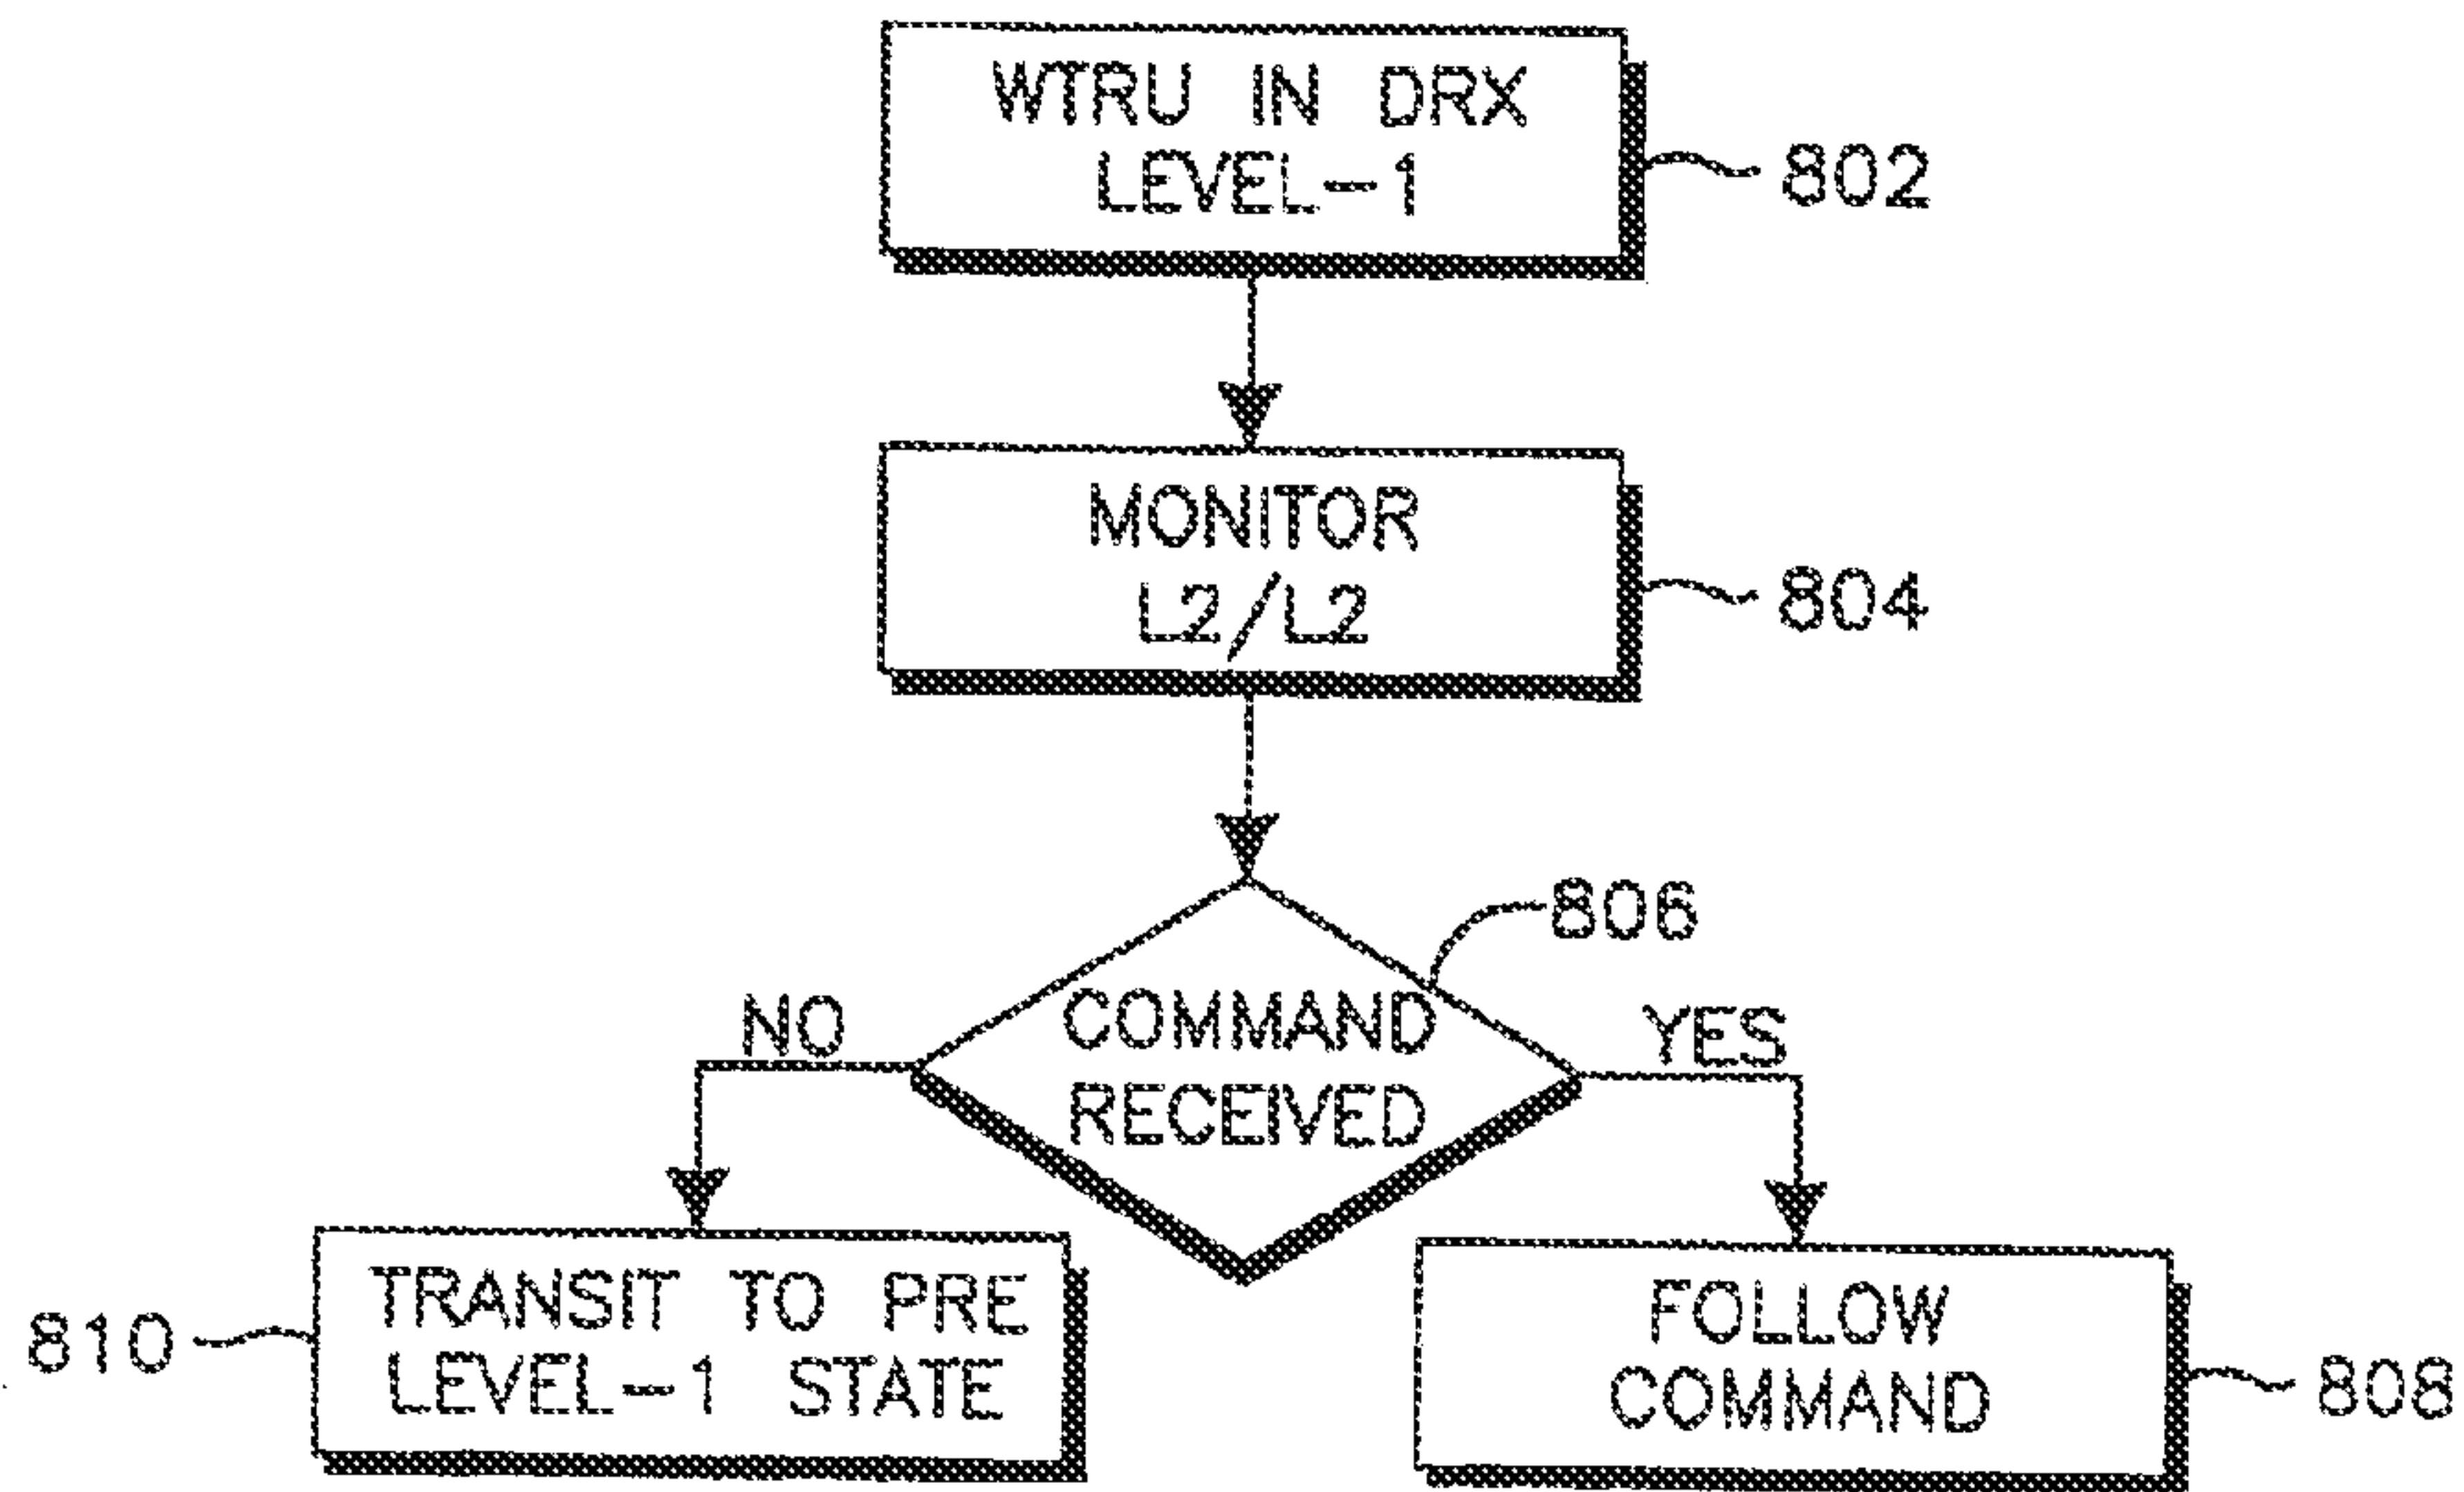 WTRU IN DRX
LEVEL-1
802
MONITOR
L2/L2
804
806
NO
COMMAND
RECEIVED
YES
TRANSIT TO PRE
LEVEL-1 STATE
810
FOLLOW
COMMAND
808